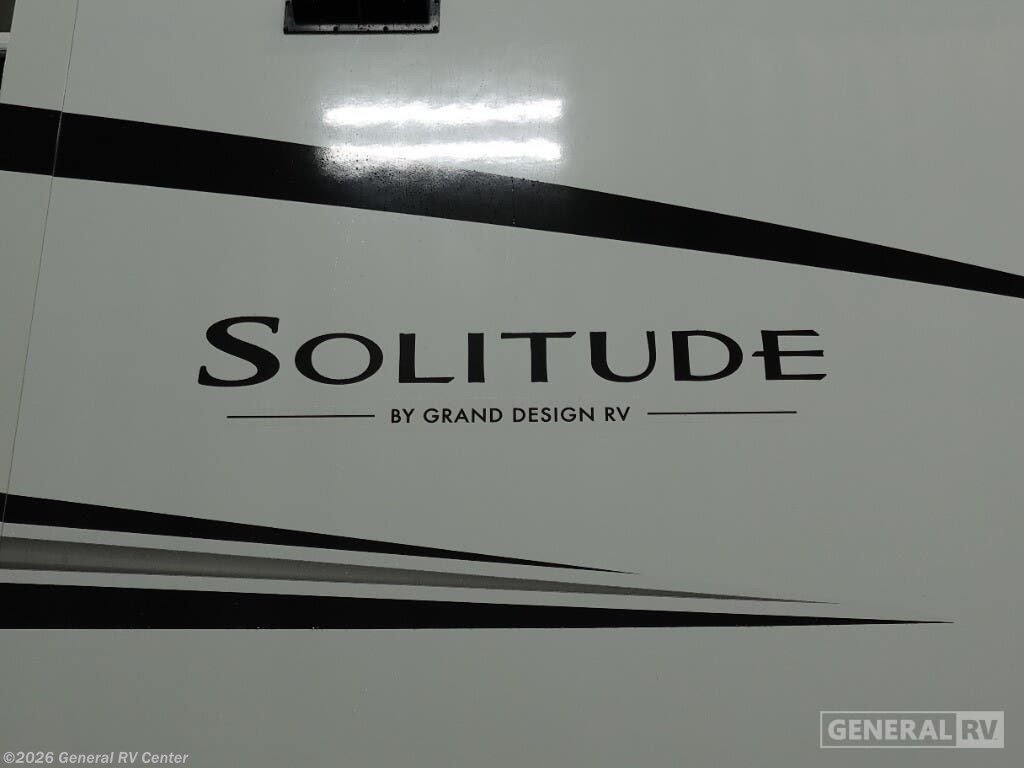 SOLITUDE
BY GRAND DESIGN RV
GENERAL RV
©2026 General RV Center